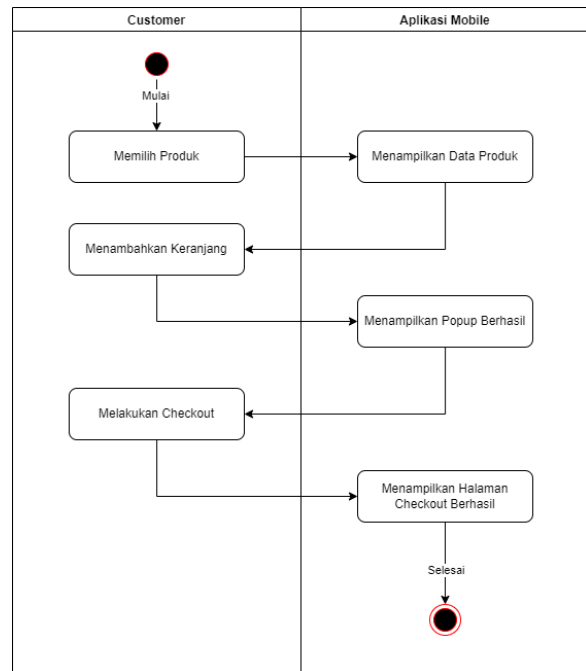 Customer
Aplikasi Mobile
Mulai
Memilih Produk
Menampilkan Data Produk
Menambahkan Keranjang
Menampilkan Popup Berhasil
Melakukan Checkout
Menampilkan Halaman
Checkout Berhasil
Selesai